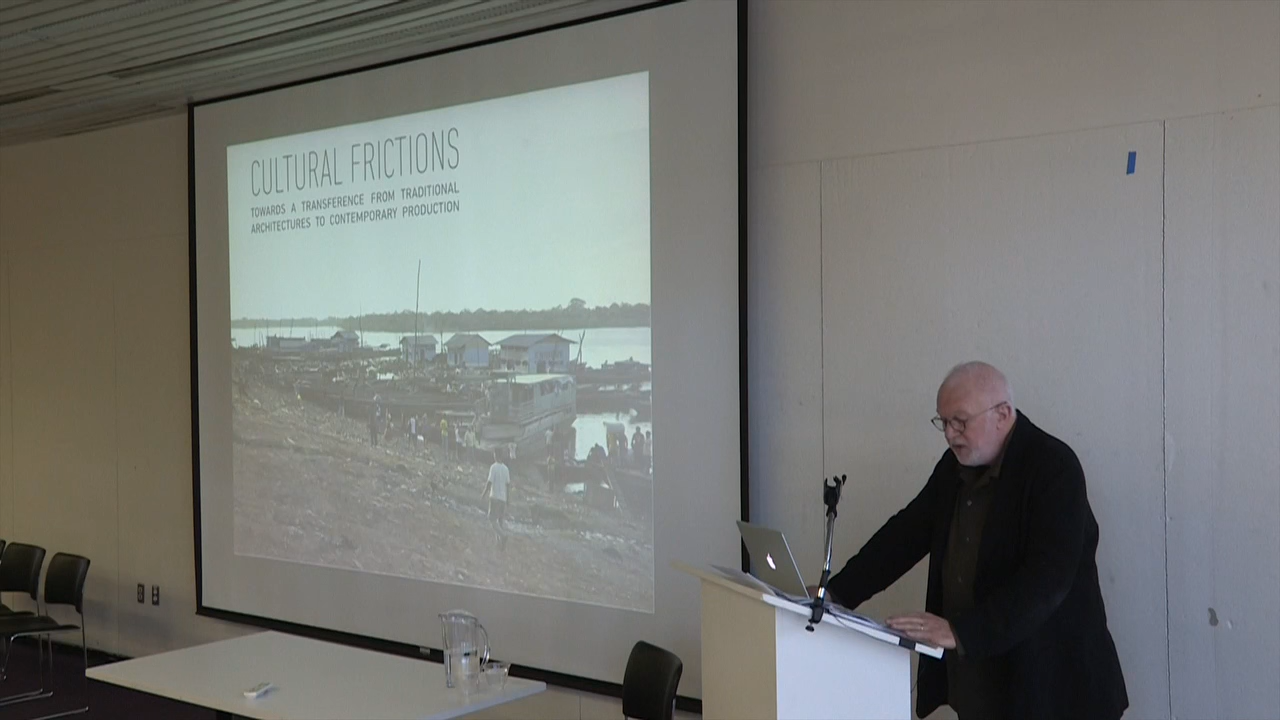 CULTURAL FRICTIONS
TOWARDS A TRANSFERENCE FROM TRADITIONAL
ARCHITECTURES TO CONTEMPORARY PRODUCTION